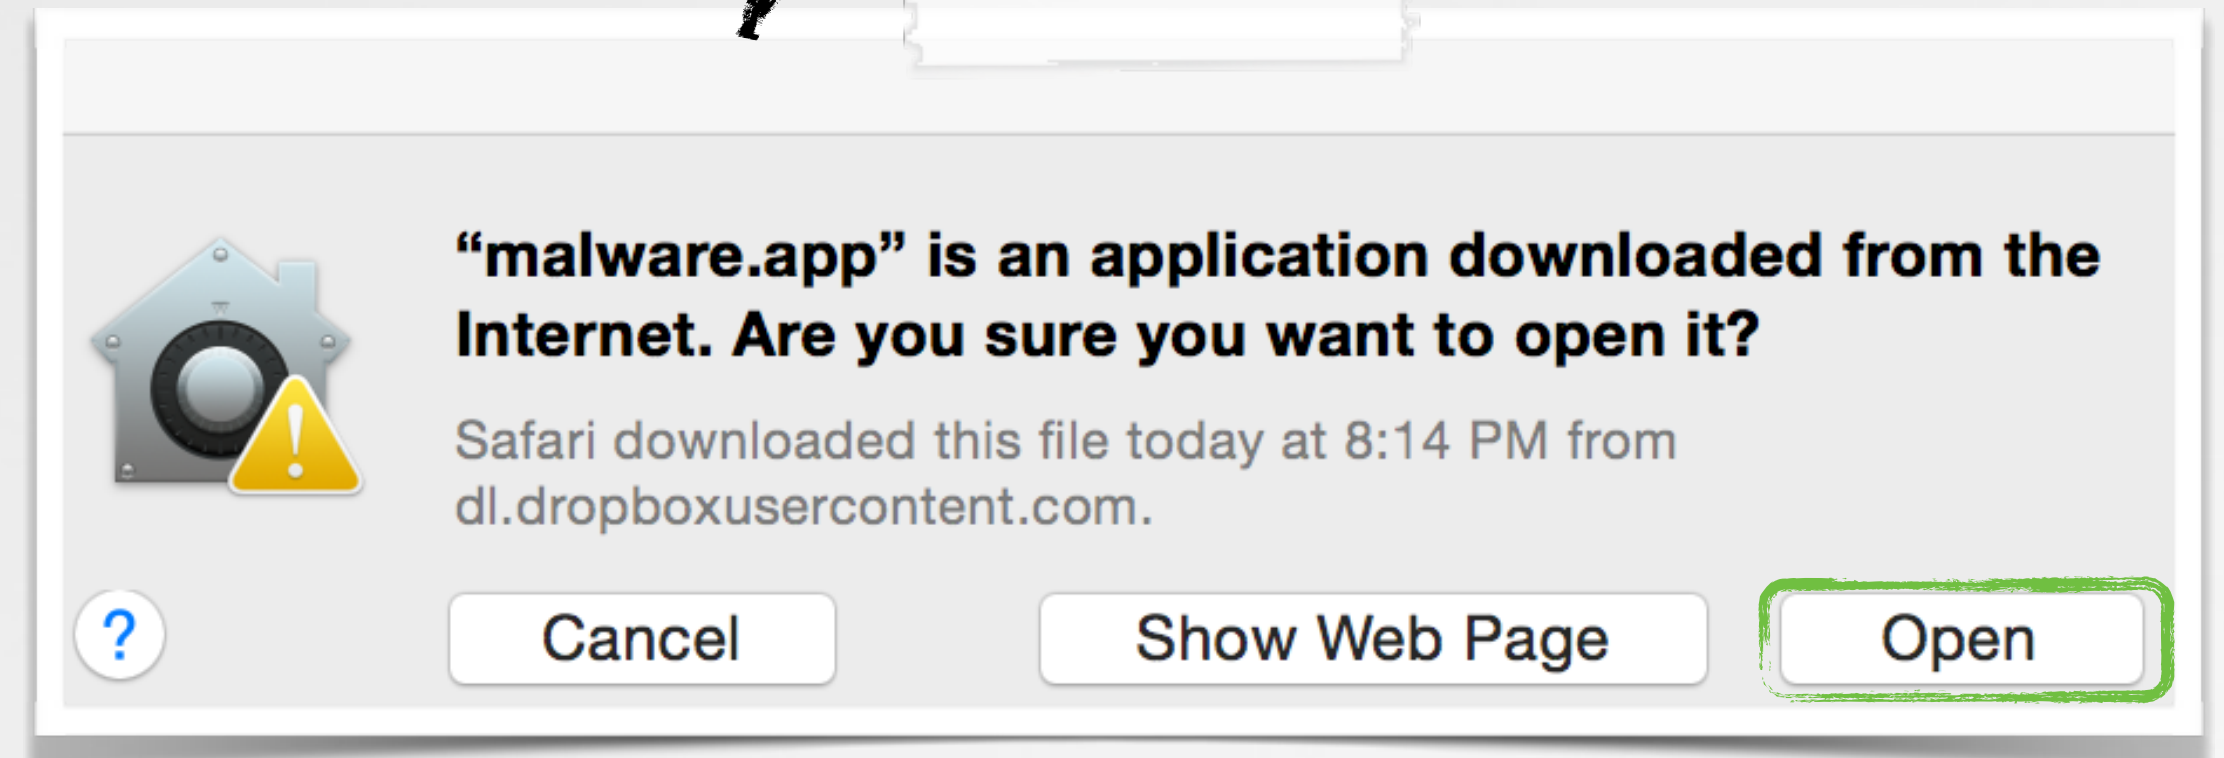 “malware.app” is an application downloaded from the
Internet. Are you sure you want to open it?
Safari downloaded this file today at 8:14 PM from
dl.dropboxusercontent.com.
?
Cancel
Show Web Page
Open